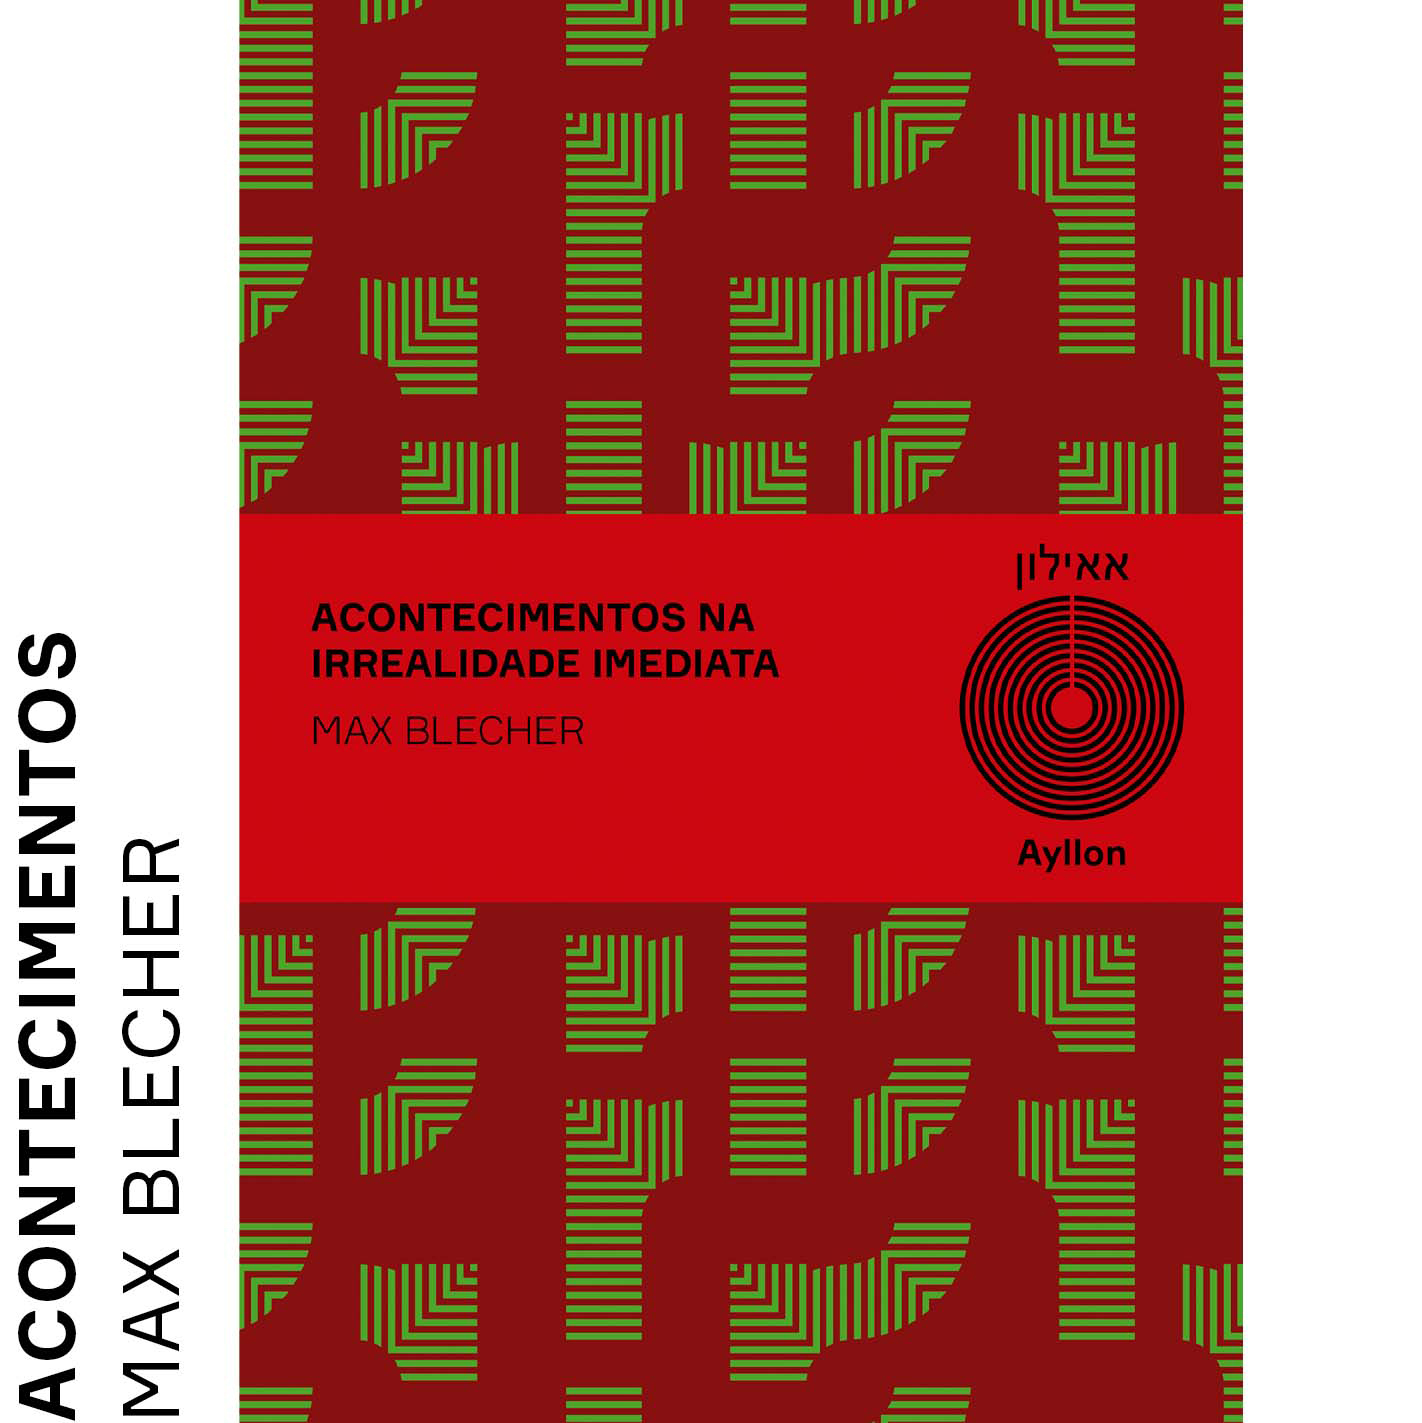 ACONTECIMENTOS
MAX BLECHER
ACONTECIMENTOS NA
IRREALIDADE IMEDIATA
MAX BLECHER
אאילון
Ayllon